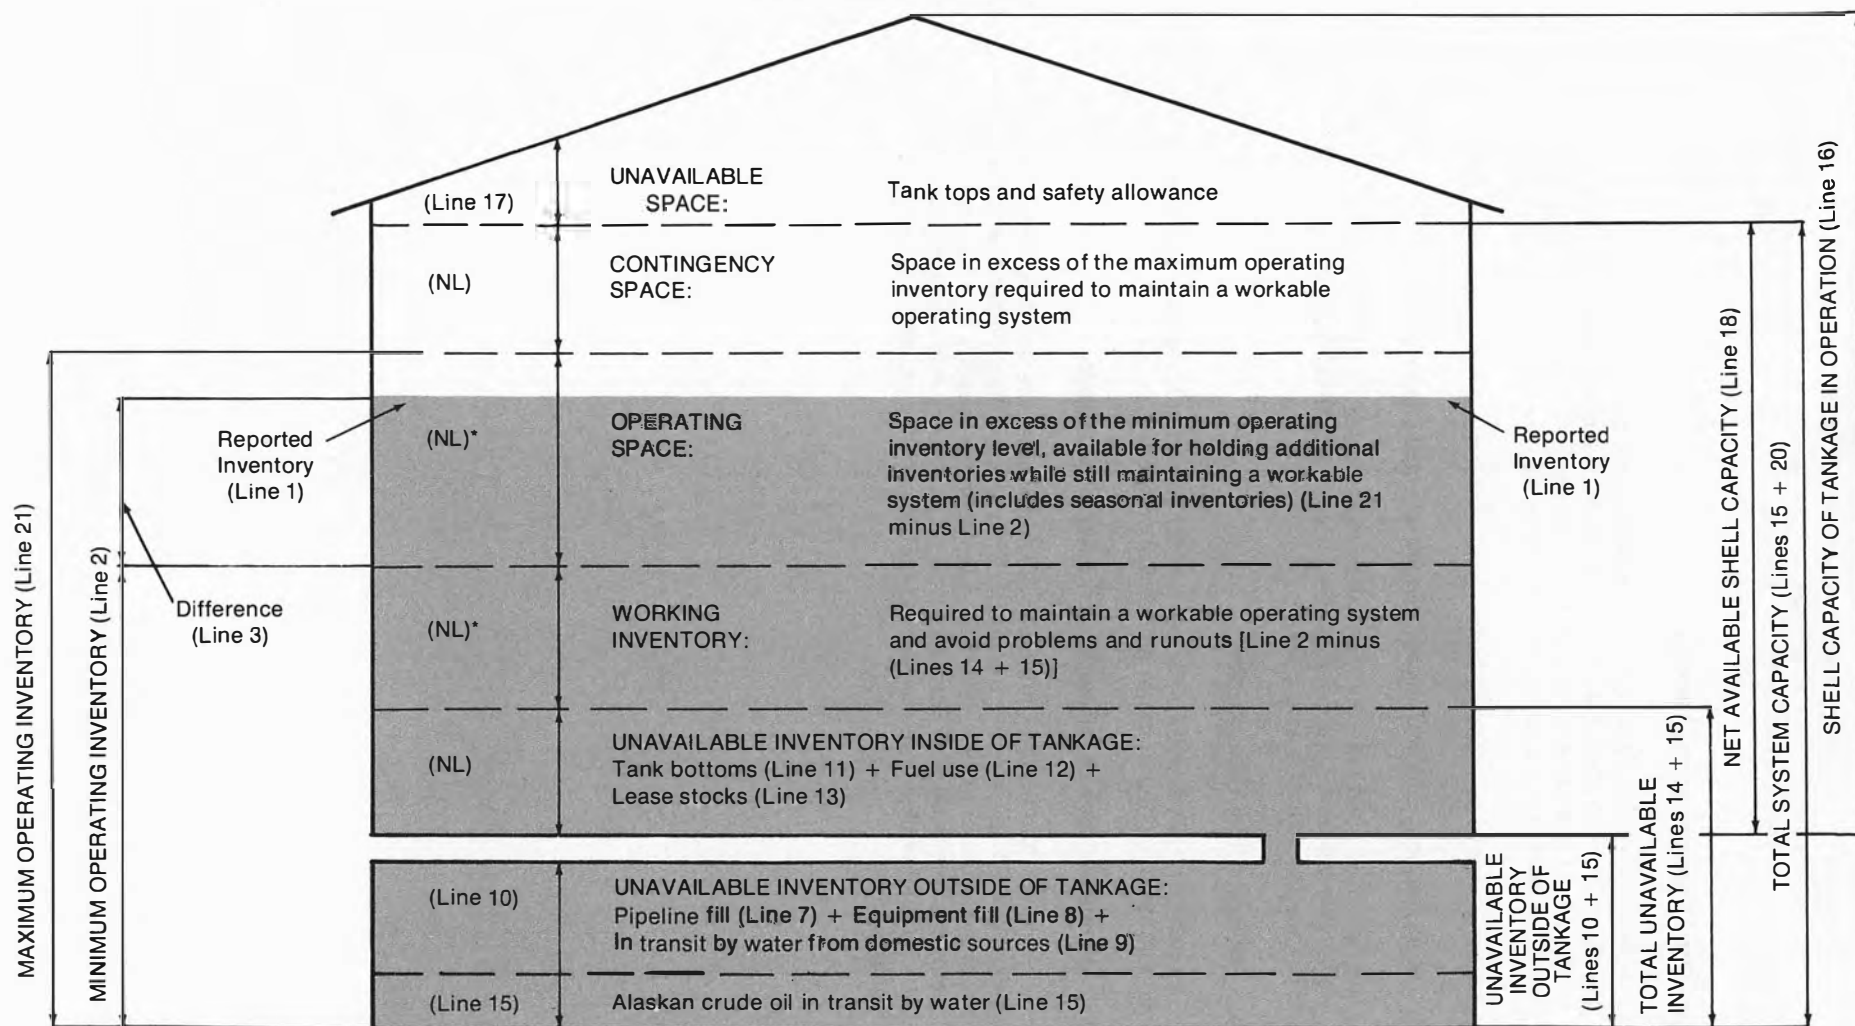 (Line 17)
UNAVAILABLE
SPACE:
Tank tops and safety allowance
(NL)
CONTINGENCY
SPACE:
Space in excess of the maximum operating
inventory required to maintain a workable
operating system
Reported
Inventory
(Line 1)
(NL)*
OPERATING
SPACE:
Space in excess of the minimum operating
inventory level, available for holding additional
inventories while still maintaining a workable
system (includes seasonal inventories) (Line 21
minus Line 2)
Reported
Inventory
(Line 1)
Difference
(Line 3)
(NL)*
WORKING
INVENTORY:
Required to maintain a workable operating system
and avoid problems and runouts [Line 2 minus
(Lines 14 + 15)]
(NL)
UNAVAILABLE INVENTORY INSIDE OF TANKAGE:
Tank bottoms (Line 11) + Fuel use (Line 12) +
Lease stocks (Line 13)
(Line 10)
UNAVAILABLE INVENTORY OUTSIDE OF TANKAGE:
Pipeline fill (Line 7) + Equipment fill (Line 8) +
In transit by water from domestic sources (Line 9)
(Line 15)
Alaskan crude oil in transit by water (Line 15)
MAXIMUM OPERATING INVENTORY (Line 21)
MINIMUM OPERATING INVENTORY (Line 2)
UNAVAILABLE
INVENTORY
OUTSIDE OF
TANKAGE
(Lines 10 + 15)
TOTAL UNAVAILABLE
INVENTORY (Lines 14 + 15)
NET AVAILABLE SHELL CAPACITY (Line 18)
TOTAL SYSTEM CAPACITY (Lines 15 + 20)
SHELL CAPACITY OF TANKAGE IN OPERATION (Line 16)